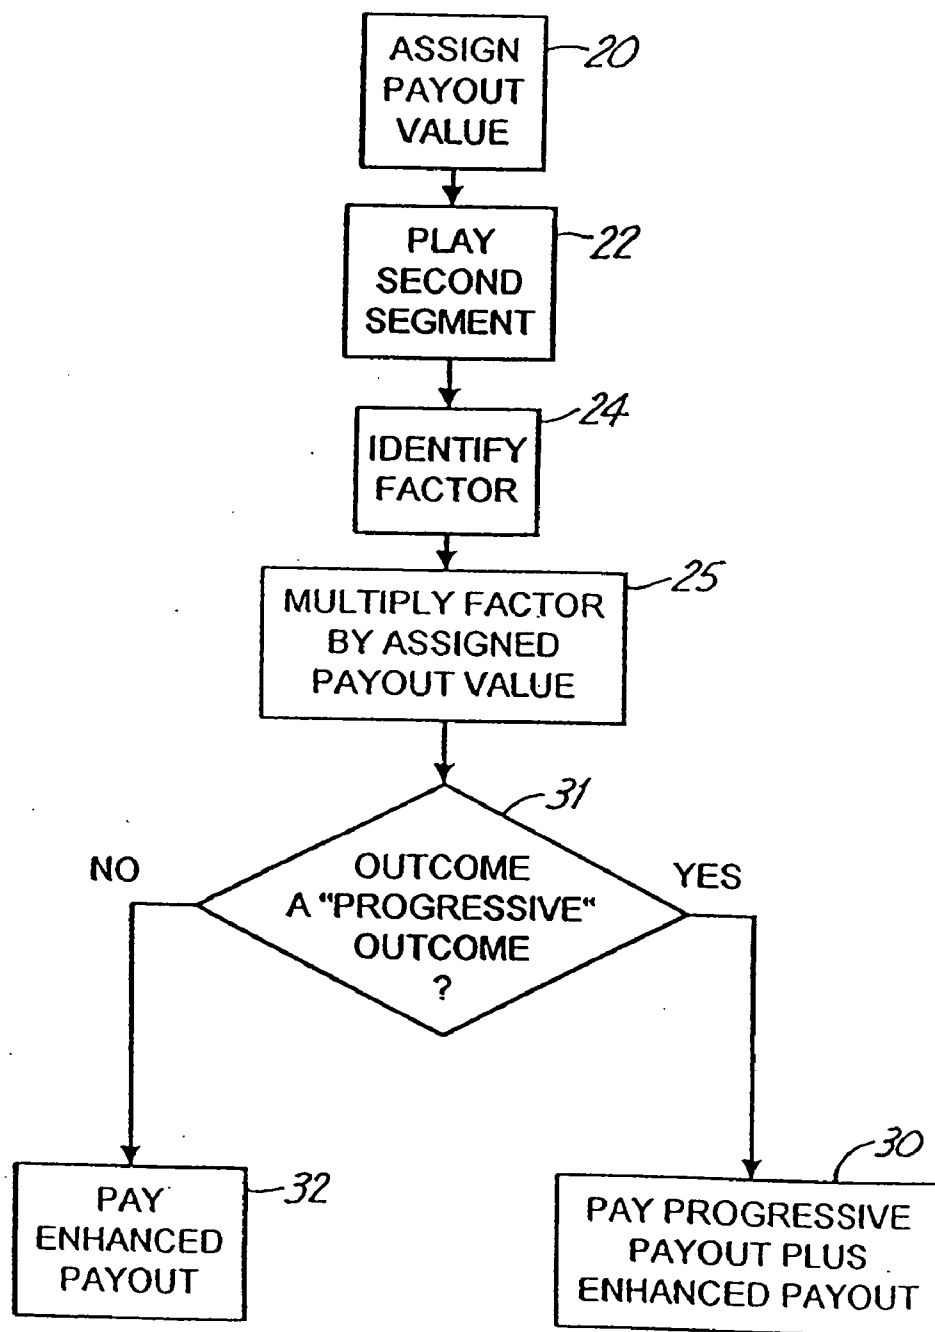 ASSIGN
PAYOUT
VALUE
20
PLAY
SECOND
SEGMENT
22
IDENTIFY
FACTOR
24
MULTIPLY FACTOR
BY ASSIGNED
PAYOUT VALUE
25
31
OUTCOME
A "PROGRESSIVE"
OUTCOME
?
NO
YES
PAY
ENHANCED
PAYOUT
32
PAY PROGRESSIVE
PAYOUT PLUS
ENHANCED PAYOUT
30